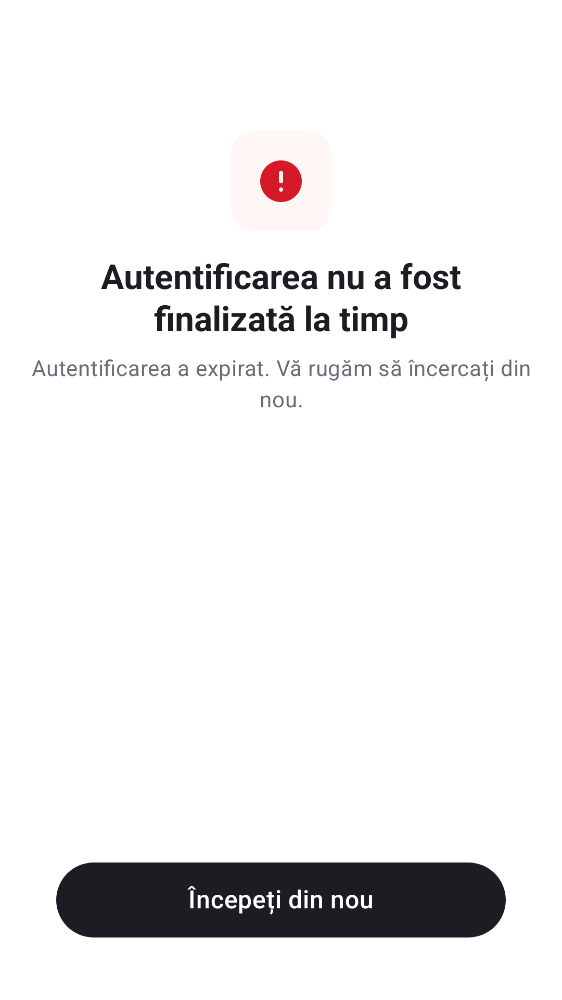 Autentificarea nu a fost
finalizată la timp
Autentificarea a expirat. Vă rugăm să încercați din
nou.
Începeți din nou